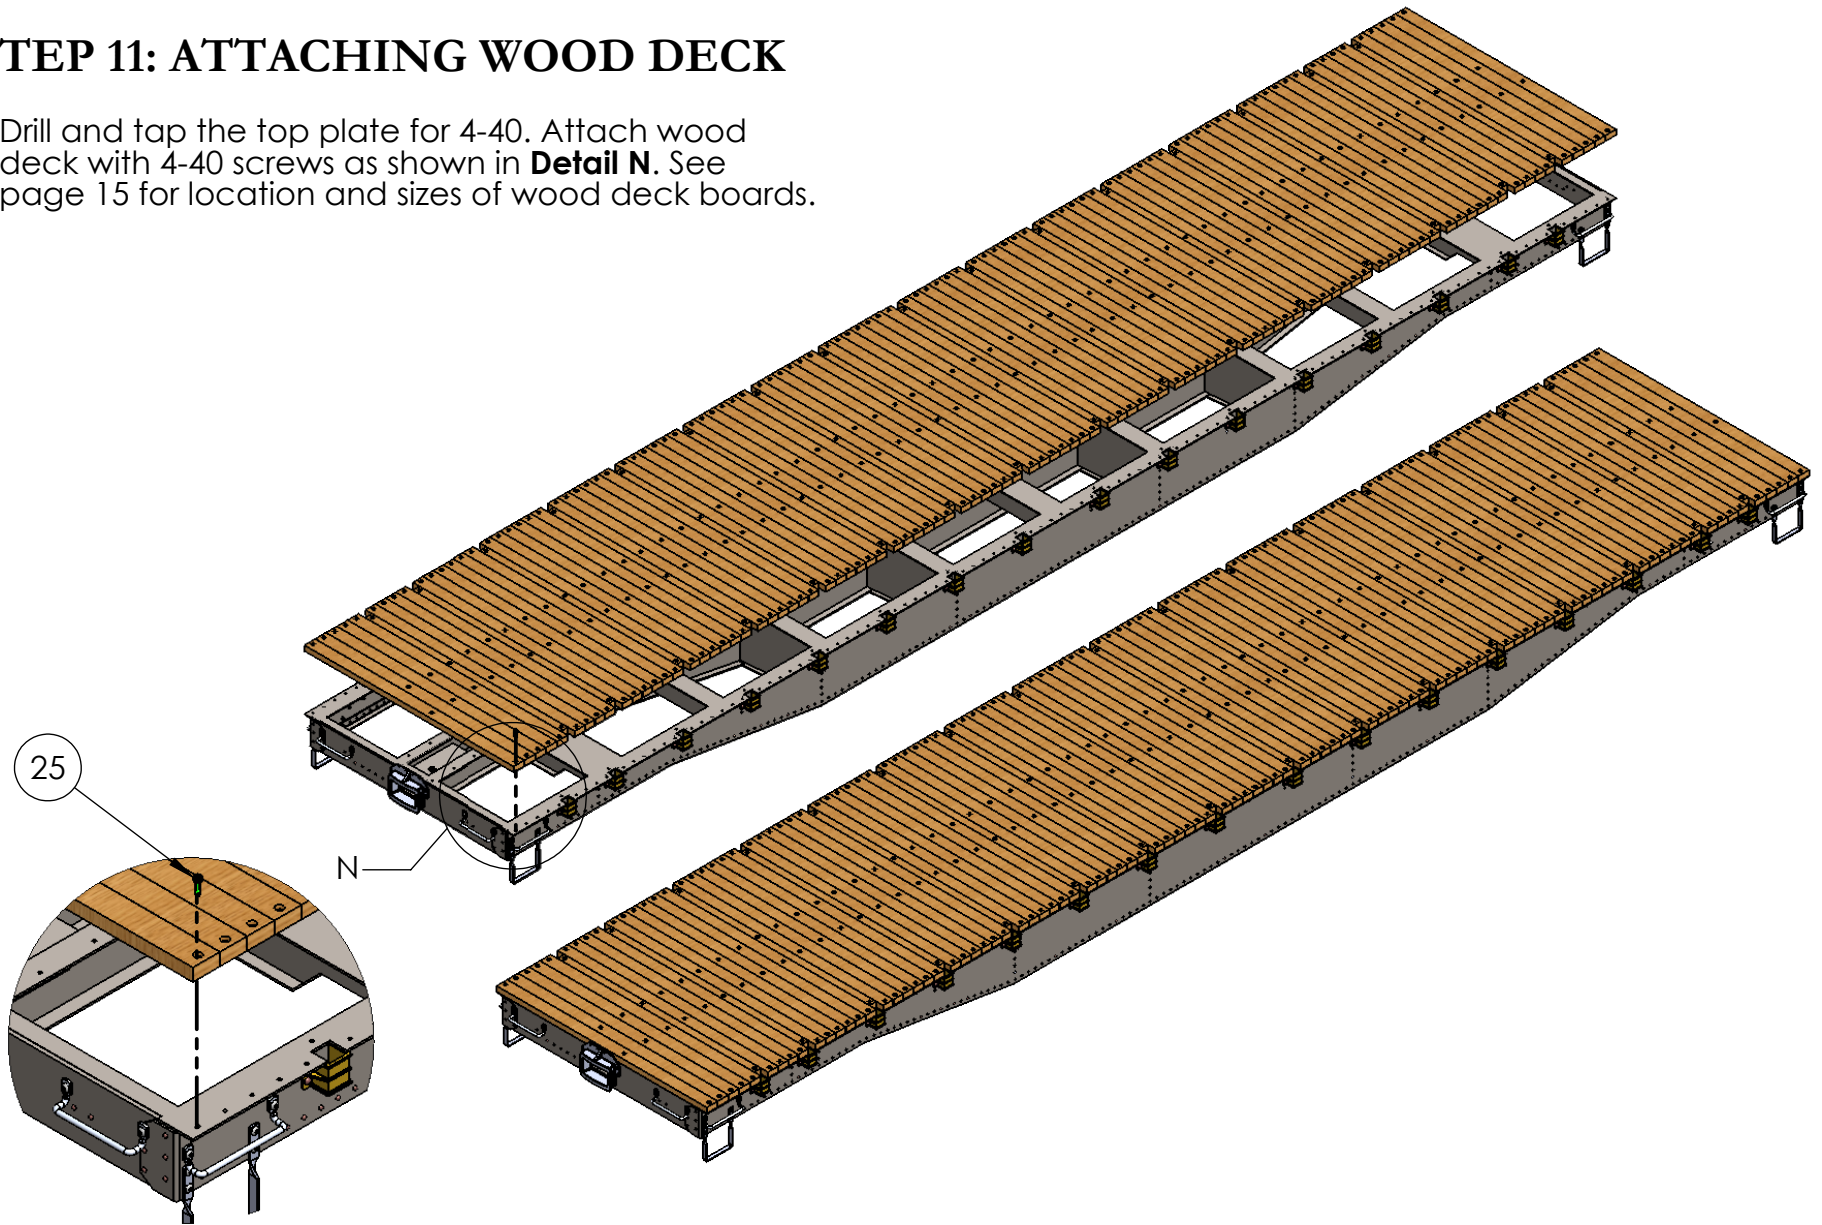 TEP 11: ATTACHING WOOD DECK
Drill and tap the top plate for 4-40. Attach wood
deck with 4-40 screws as shown in Detail N. See
page 15 for location and sizes of wood deck boards.
25
N